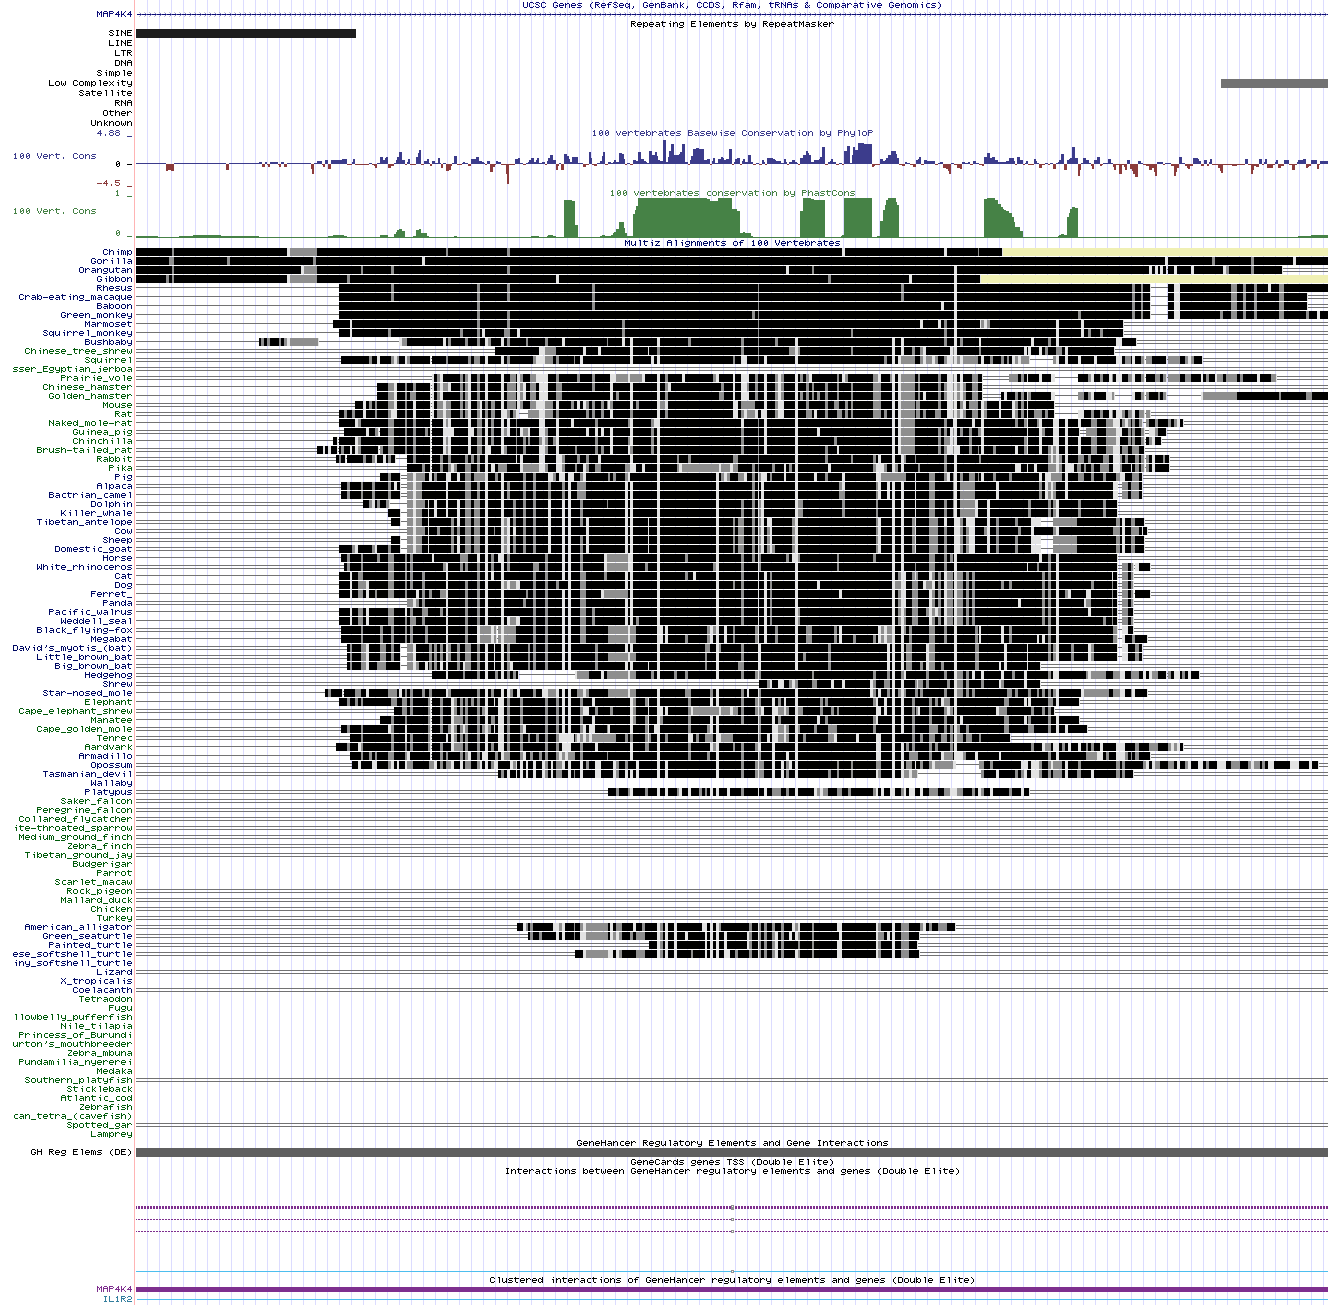 UCSC Genes (RefSeq, GenBank, CCDS, Rfam, tRNAs & Comparative Genomics)
MAP4K4
Repeating Elements by RepeatMasker
SINE
LINE
LTR
DNA
Simple
Low Complexity
Satellite
RNA
Other
Unknown
4.88 _
100 vertebrates Basewise Conservation by PhyloP
100 Vert. Cons
0 -
-4.5 _
1 _
100 vertebrates conservation by PhastCons
100 Vert. Cons
0 _
Multiz Alignments of 100 Vertebrates
Chimp
Gorilla
Orangutan
Gibbon
Rhesus
Crab-eating_macaque
Baboon
Green_monkey
Marmoset
Squirrel_monkey
Bushbaby
Chinese_tree_shrew
Squirrel
sser_Egyptian_jerboa
Prairie_vole
Chinese_hamster
Golden_hamster
Mouse
Rat
Naked_mole-rat
Guinea_pig
Chinchilla
Brush-tailed_rat
Rabbit
Pika
Pig
Alpaca
Bactrian_camel
Dolphin
Killer_whale
Tibetan_antelope
Cow
Sheep
Domestic_goat
Horse
White_rhinoceros
Cat
Dog
Ferret_
Panda
Pacific_walrus
Weddell_seal
Black_flying-fox
Megabat
David's_myotis_(bat)
Little_brown_bat
Big_brown_bat
Hedgehog
Shrew
Star-nosed_mole
Elephant
Cape_elephant_shrew
Manatee
Cape_golden_mole
Tenrec
Aardvark
Armadillo
Opossum
Tasmanian_devil
Wallaby
Platypus
Saker_falcon
Peregrine_falcon
Collared_flycatcher
ite-throated_sparrow
Medium_ground_finch
Zebra_finch
Tibetan_ground_jay
Budgerigar
Parrot
Scarlet_macaw
Rock_pigeon
Mallard_duck
Chicken
Turkey
American_alligator
Green_seaturtle
Painted_turtle
ese_softshell_turtle
iny_softshell_turtle
Lizard
X_tropicalis
Coelacanth
Tetraodon
Fugu
llowbelly_pufferfish
Nile_tilapia
Princess_of_Burundi
urton's_mouthbreeder
Zebra_mbuna
Pundamilia_nyererei
Medaka
Southern_platyfish
Stickleback
Atlantic_cod
Zebrafish
can_tetra_(cavefish)
Spotted_gar
Lamprey
GeneHancer Regulatory Elements and Gene Interactions
GH Reg Elems (DE)
GeneCards genes TSS (Double Elite)
Interactions between GeneHancer regulatory elements and genes (Double Elite)
Clustered interactions of GeneHancer regulatory elements and genes (Double Elite)
MAP4K4
IL1R2